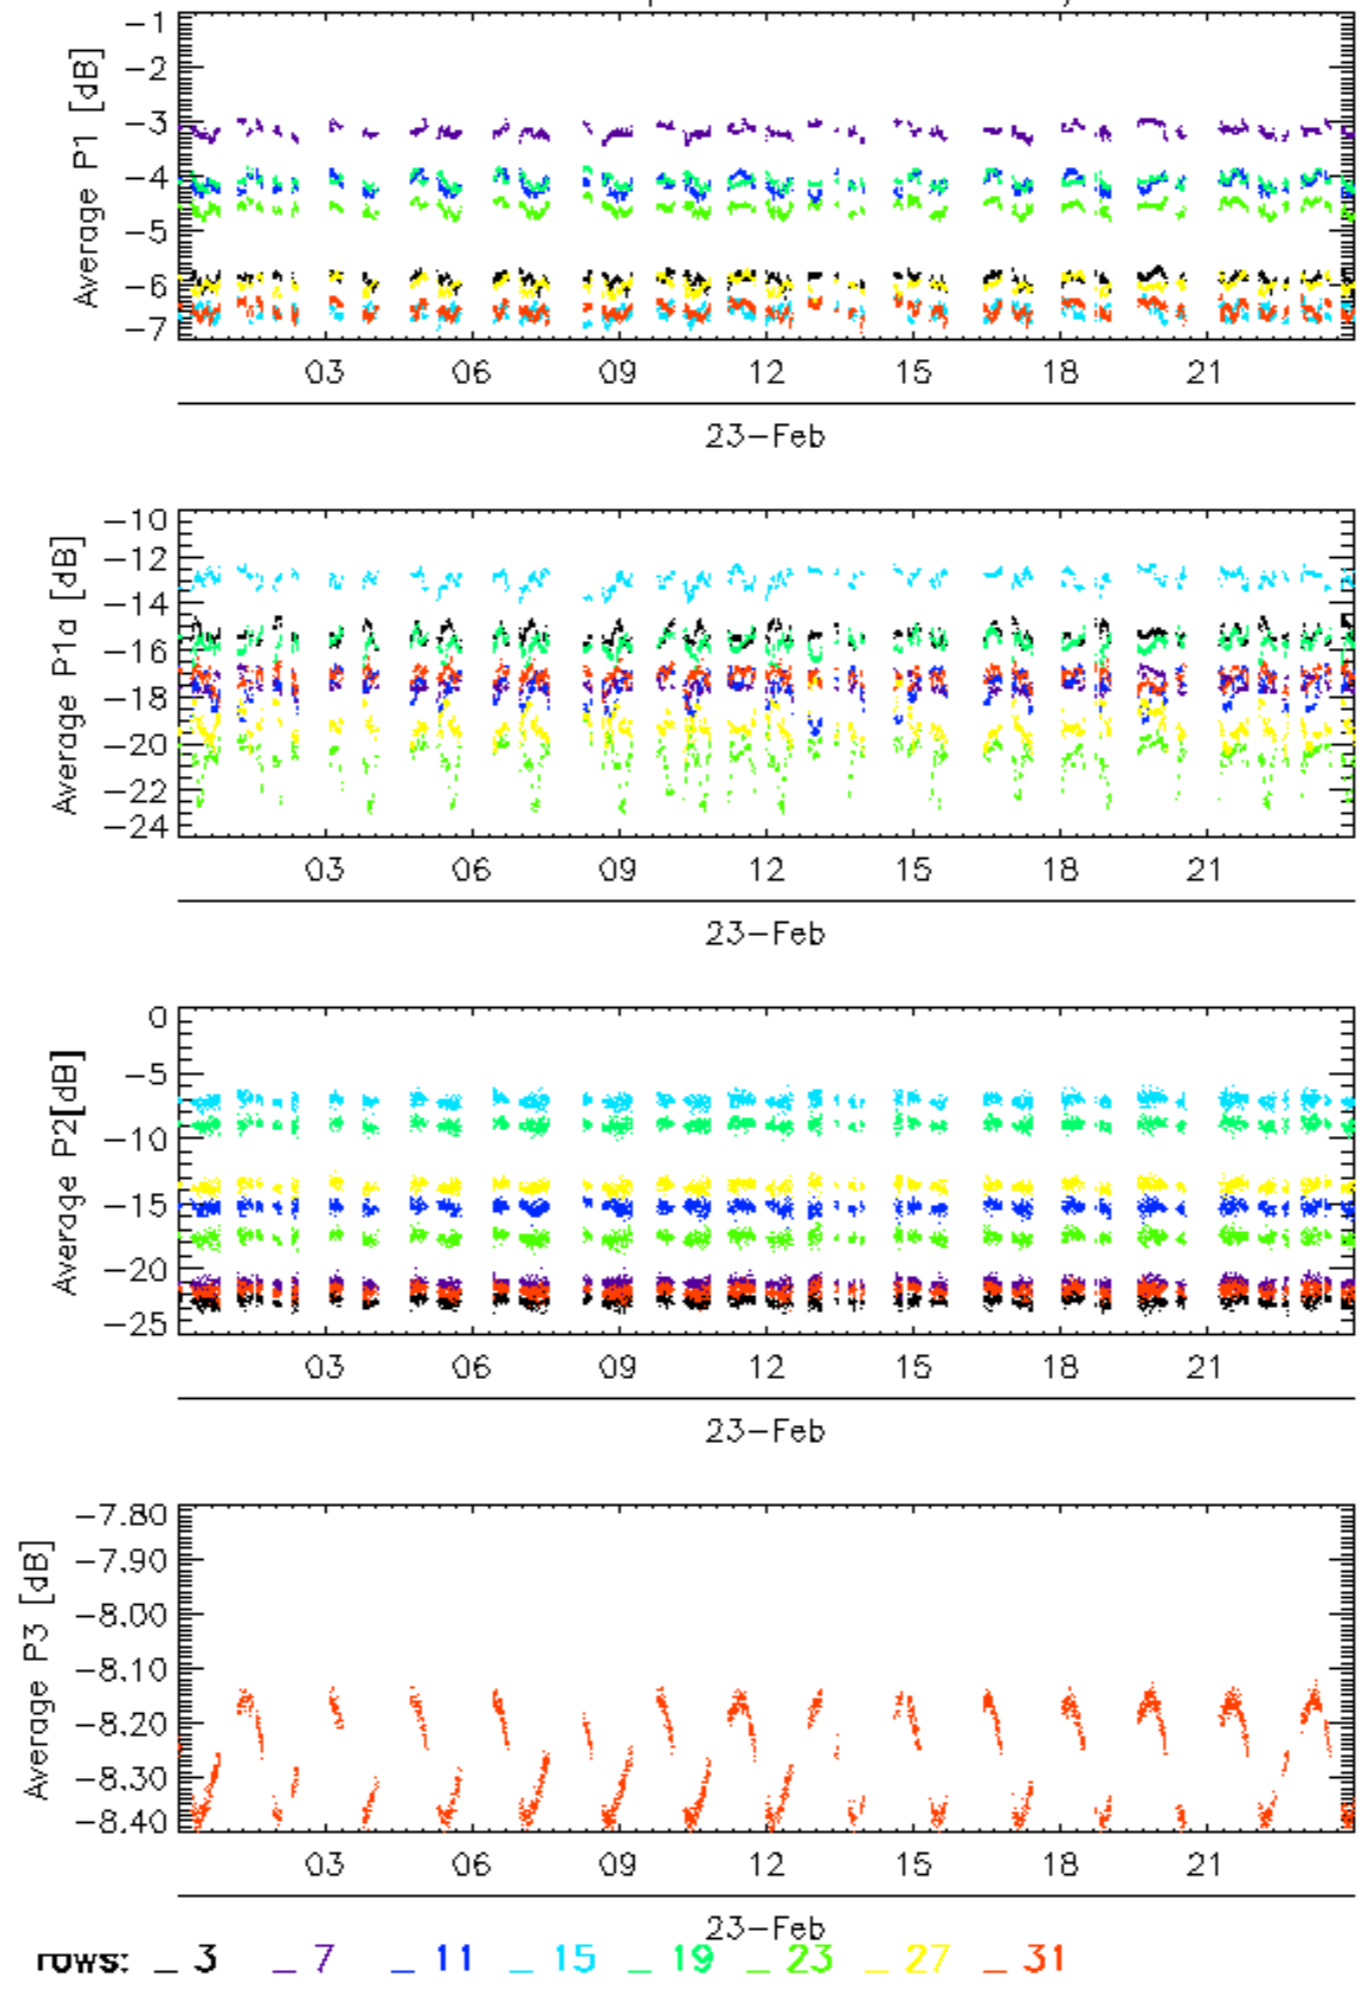 Average P1 [dB]
-1
-2
-3
-4
-5
-6
-7
03 06 09 12 15 18 21
23-Feb
Average P1a [dB]
-10
-12
-14
-16
-18
-20
-22
-24
03 06 09 12 15 18 21
23-Feb
Average P2[dB]
0
-5
-10
-15
-20
-25
03 06 09 12 15 18 21
23-Feb
Average P3 [dB]
-7.80
-7.90
-8.00
-8.10
-8.20
-8.30
-8.40
03 06 09 12 15 18 21
23-Feb
rows: _ 3 _ 7 _ 11 _ 15 _ 19 _ 23 _ 27 _ 31